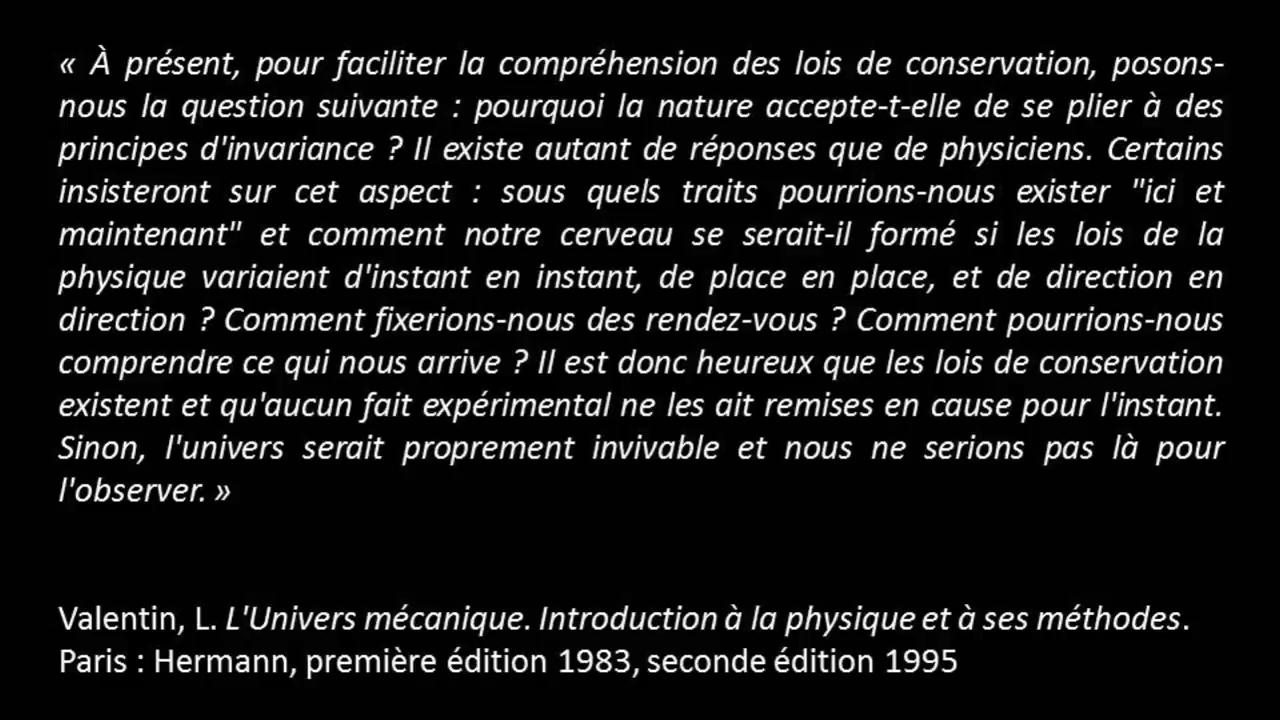 « À présent, pour faciliter la compréhension des lois de conservation, posons-
nous la question suivante : pourquoi la nature accepte-t-elle de se plier à des
principes d'invariance ? Il existe autant de réponses que de physiciens. Certains
insisteront sur cet aspect : sous quels traits pourrions-nous exister "ici et
maintenant" et comment notre cerveau se serait-il formé si les lois de la
physique variaient d'instant en instant, de place en place, et de direction en
direction ? Comment fixerions-nous des rendez-vous ? Comment pourrions-nous
comprendre ce qui nous arrive ? Il est donc heureux que les lois de conservation
existent et qu'aucun fait expérimental ne les ait remises en cause pour l'instant.
Sinon, l'univers serait proprement invivable et nous ne serions pas là pour
l'observer. »
Valentin, L. L'Univers mécanique. Introduction à la physique et à ses méthodes.
Paris : Hermann, première édition 1983, seconde édition 1995